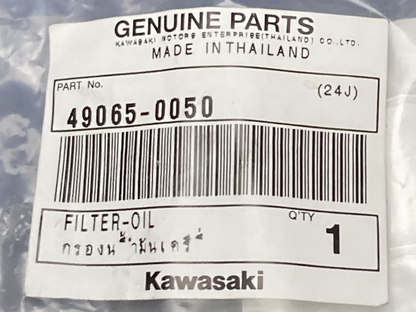 GENUINE PARTS
KAWASAKI MOTORS ENTERPRISE(THAILAND) CO.,LTD.
MADE INTHAILAND
PART No.
(24J)
49065-0050
FILTER-OIL
Q'TY
1
กรองน้ำมันเครื่
Kawasaki